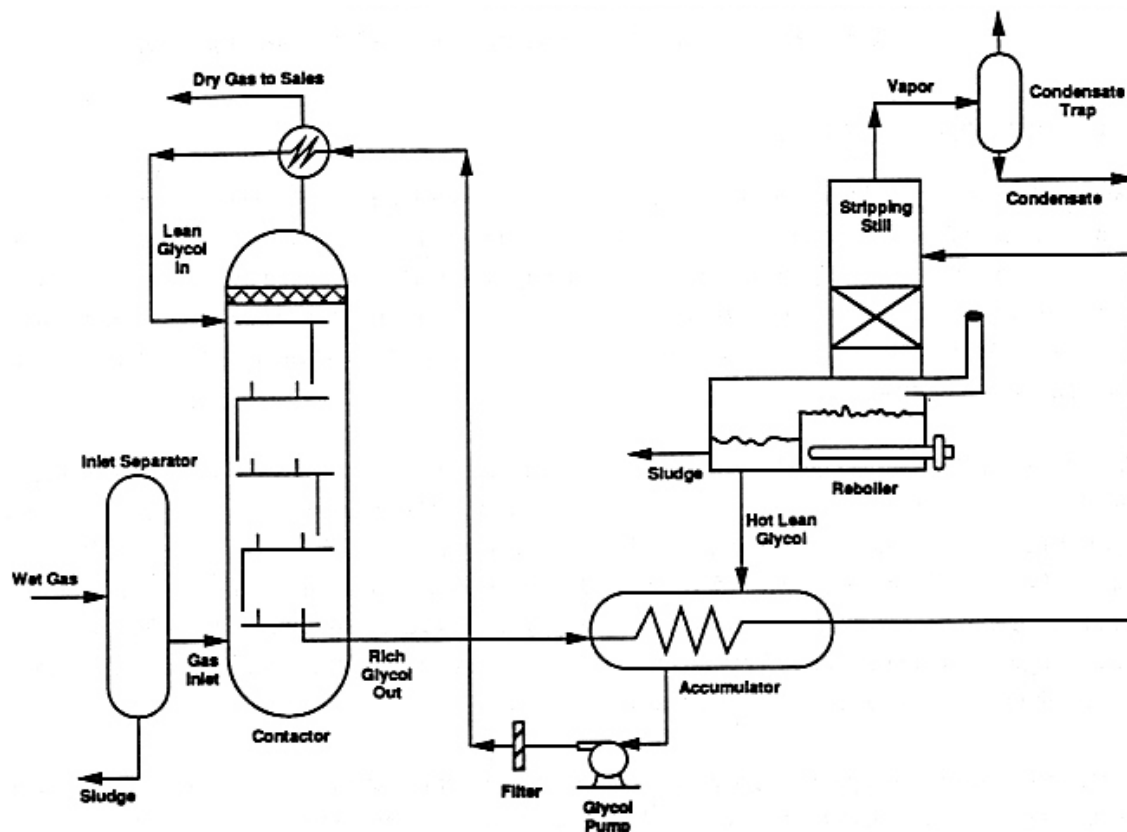 Dry Gas to Sales
Vapor
Condensate
Trap
Condensate
Stripping
Still
Lean
Glycol
In
Inlet Separator
Sludge
Reboiler
Hot Lean
Glycol
Wet Gas
Gas
Inlet
Rich
Glycol
Out
Accumulator
Contactor
Sludge
Filter
Glycol
Pump